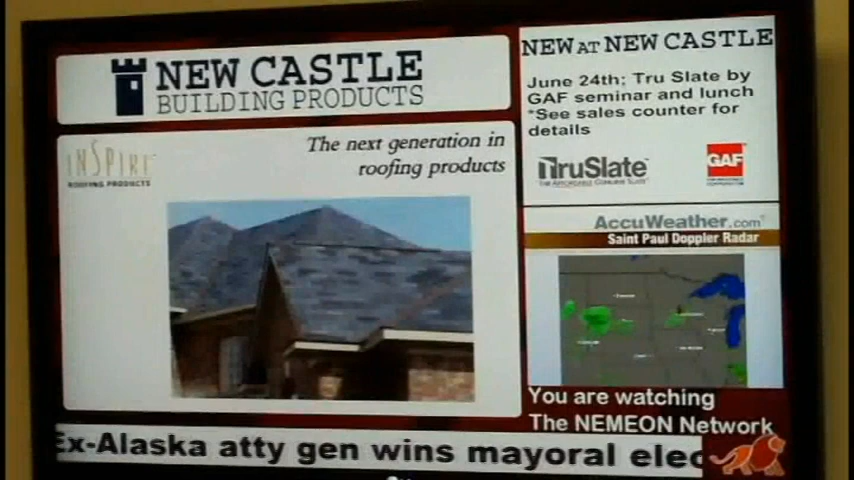 NEW CASTLE
BUILDING PRODUCTS
INSPIRE
ROOFING PRODUCTS
The next generation in
roofing products
NEW AT NEW CASTLE
June 24th; Tru Slate by
GAF seminar and lunch
*See sales counter for
details
TruSlate
GAF
AccuWeather.com
Saint Paul Doppler Radar
You are watching
The NEMEON Network
Ex-Alaska atty gen wins mayoral elec